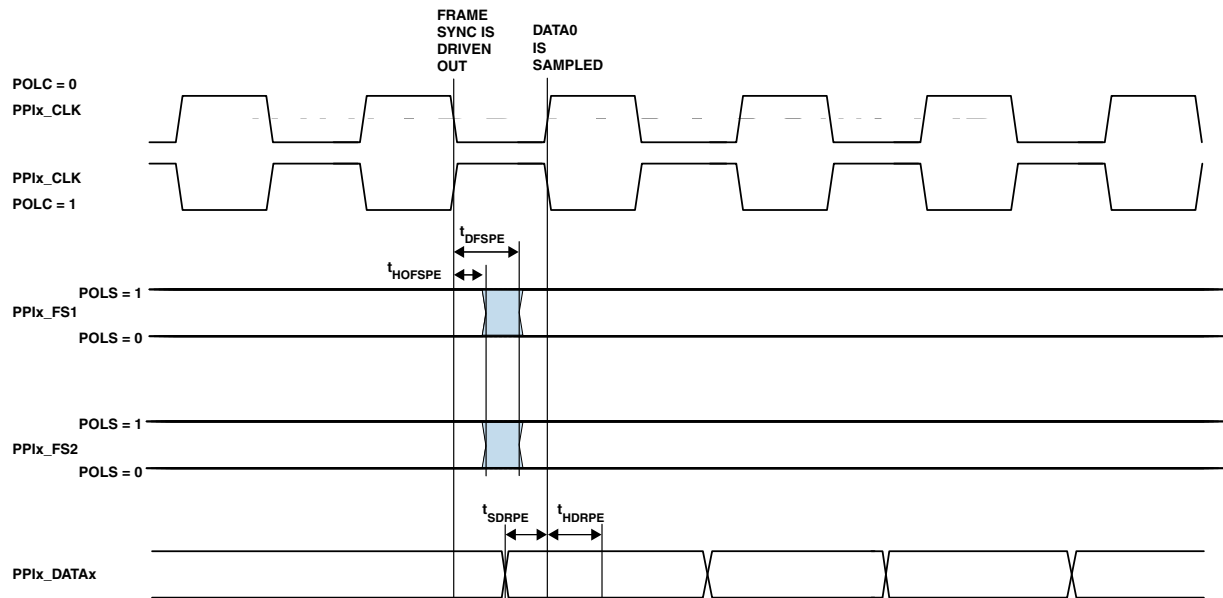 FRAME
SYNC IS
DRIVEN
OUT
DATA0
IS
SAMPLED
POLC = 0
PPIx_CLK
PPIx_CLK
POLC = 1
tDFSPE
tHOFSPE
POLS = 1
PPIx_FS1
POLS = 0
POLS = 1
PPIx_FS2
POLS = 0
tSDRPE
tHDRPE
PPIx_DATAx